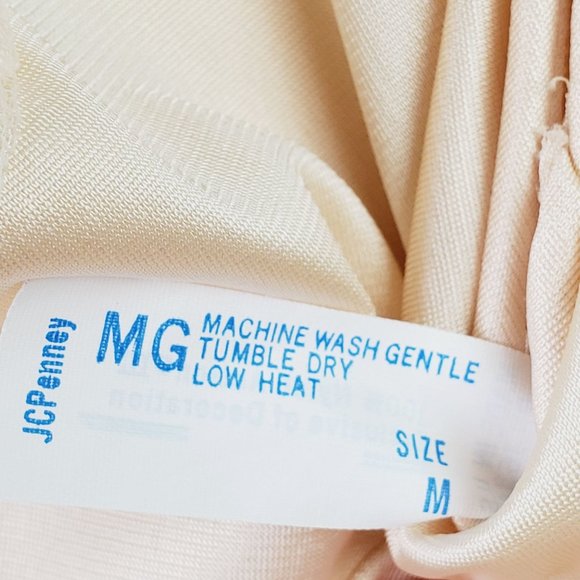 JCPenney
MG
MACHINE WASH GENTLE
TUMBLE DRY
LOW HEAT
SIZE
M